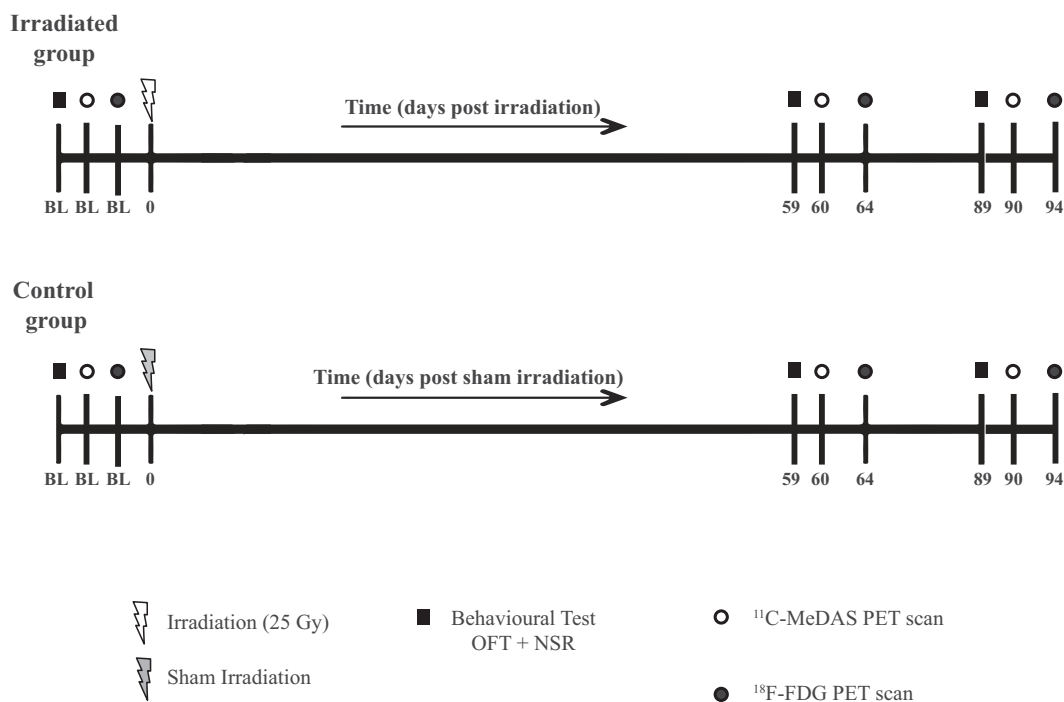 Irradiated
group
Time (days post irradiation)
BL BL BL 0 59 60 64 89 90 94
Control
group
Time (days post sham irradiation)
BL BL BL 0 59 60 64 89 90 94
Irradiation (25 Gy)
Sham Irradiation
Behavioural Test
OFT + NSR
¹¹C-MeDAS PET scan
¹⁸F-FDG PET scan